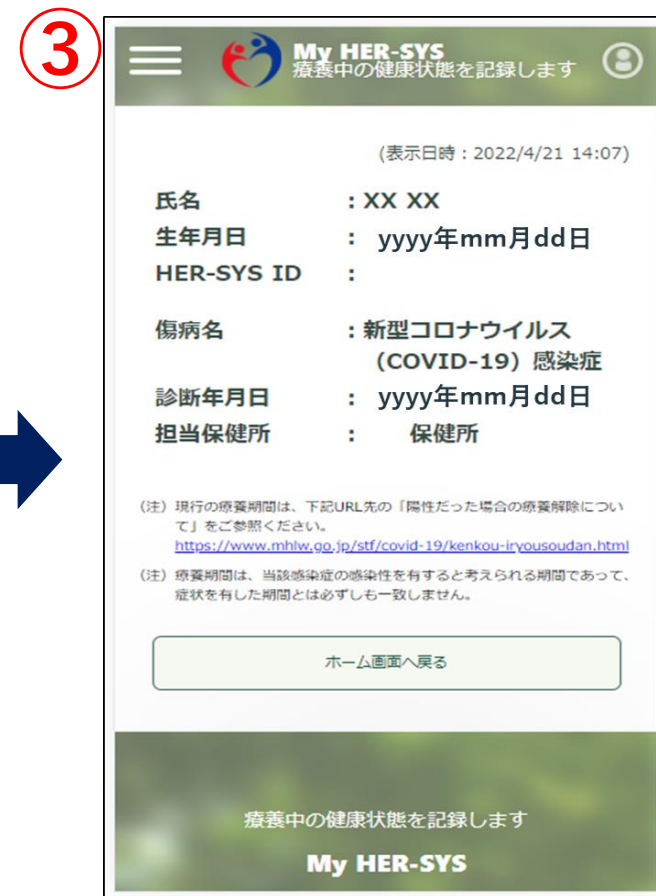 ③
My HER-SYS
療養中の健康状態を記録します
(表示日時：2022/4/21 14:07)
氏名 ：XX XX
生年月日 ： yyyy年mm月dd日
HER-SYS ID ：
傷病名 ：新型コロナウイルス
(COVID-19) 感染症
診断年月日 ： yyyy年mm月dd日
担当保健所 ： 保健所
（注）現行の療養期間は、下記URL先の「陽性だった場合の療養解除につい
て」をご参照ください。
https://www.mhlw.go.jp/stf/covid-19/kenkou-iryousoudan.html
（注）療養期間は、当該感染症の感染性を有すると考えられる期間であって、
症状を有した期間とは必ずしも一致しません。
ホーム画面へ戻る
療養中の健康状態を記録します
My HER-SYS